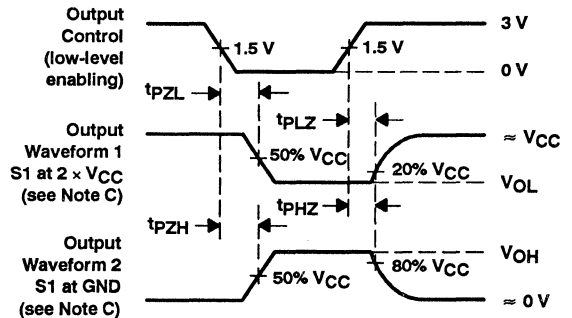 Output
Control
(low-level
enabling)
3 V
1.5 V
1.5 V
0 V
tPZL
tPLZ
Output
Waveform 1
S1 at 2 × VCC
(see Note C)
50% VCC
20% VCC
≈ VCC
VOL
tPZH
tPHZ
Output
Waveform 2
S1 at GND
(see Note C)
50% VCC
80% VCC
VOH
≈ 0 V